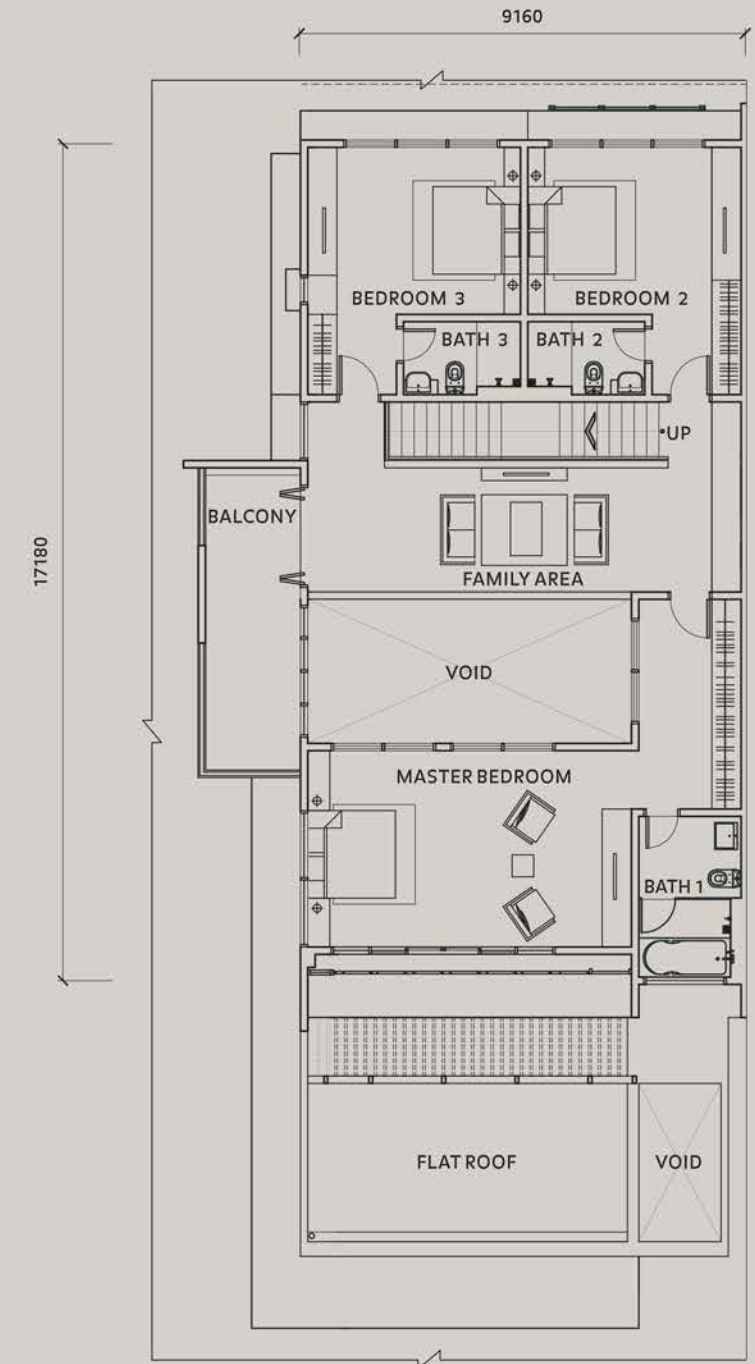 9160
BEDROOM 3
BEDROOM 2
BATH 3
BATH 2
UP
BALCONY
17180
FAMILY AREA
VOID
MASTER BEDROOM
BATH 1
FLAT ROOF
VOID